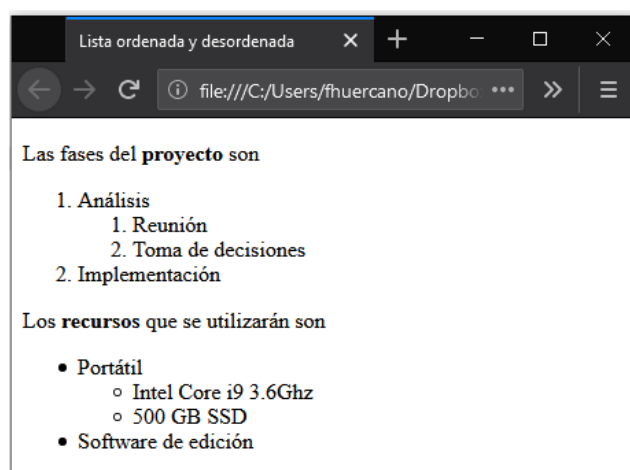 Lista ordenada y desordenada
file:///C:/Users/fhuercano/Dropbo
Las fases del proyecto son
1. Análisis
1. Reunión
2. Toma de decisiones
2. Implementación
Los recursos que se utilizarán son
• Portátil
◦ Intel Core i9 3.6Ghz
◦ 500 GB SSD
• Software de edición